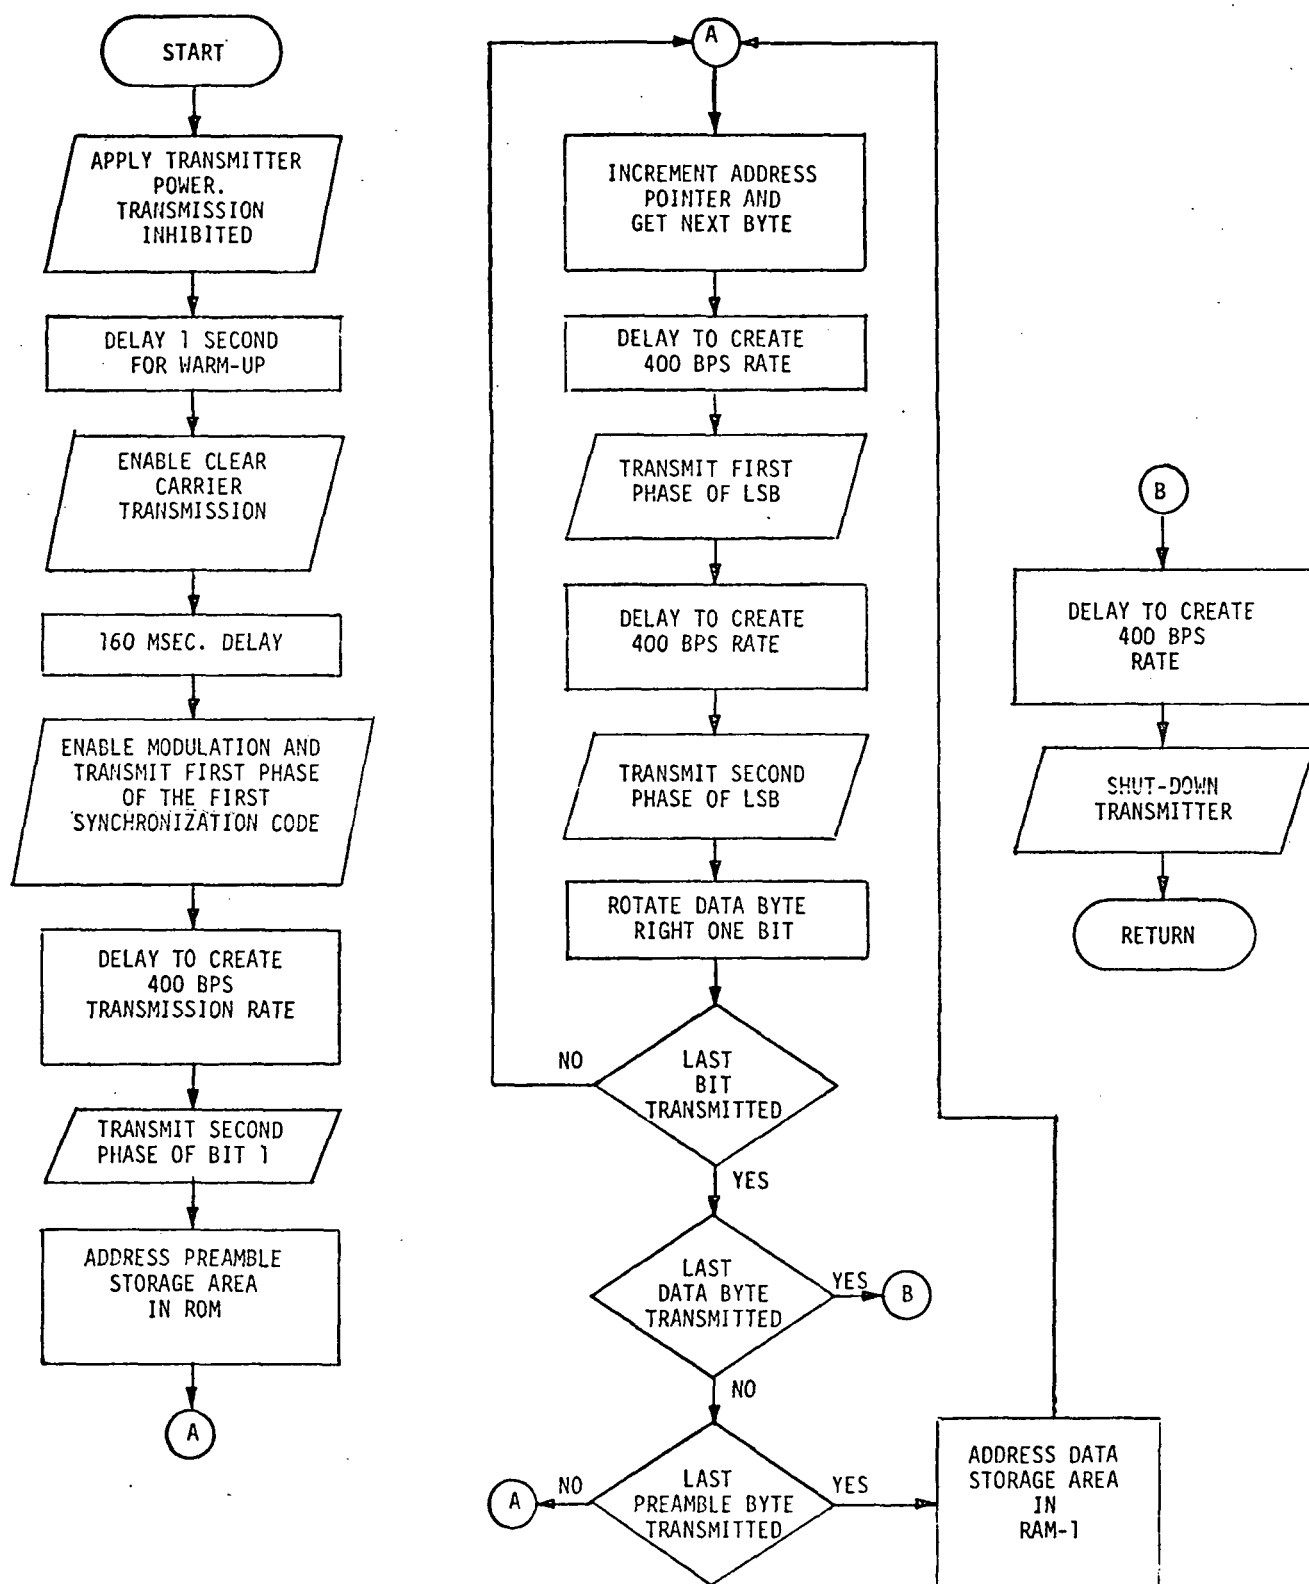 START
APPLY TRANSMITTER
POWER.
TRANSMISSION
INHIBITED
DELAY 1 SECOND
FOR WARM-UP
ENABLE CLEAR
CARRIER
TRANSMISSION
160 MSEC. DELAY
ENABLE MODULATION AND
TRANSMIT FIRST PHASE
OF THE FIRST
SYNCHRONIZATION CODE
DELAY TO CREATE
400 BPS
TRANSMISSION RATE
TRANSMIT SECOND
PHASE OF BIT 1
ADDRESS PREAMBLE
STORAGE AREA
IN ROM
A
A
INCREMENT ADDRESS
POINTER AND
GET NEXT BYTE
DELAY TO CREATE
400 BPS RATE
TRANSMIT FIRST
PHASE OF LSB
DELAY TO CREATE
400 BPS RATE
TRANSMIT SECOND
PHASE OF LSB
ROTATE DATA BYTE
RIGHT ONE BIT
NO
LAST
BIT
TRANSMITTED
YES
LAST
DATA BYTE
TRANSMITTED
YES
B
NO
A
NO
LAST
PREAMBLE BYTE
TRANSMITTED
YES
ADDRESS DATA
STORAGE AREA
IN
RAM-1
B
DELAY TO CREATE
400 BPS
RATE
SHUT-DOWN
TRANSMITTER
RETURN